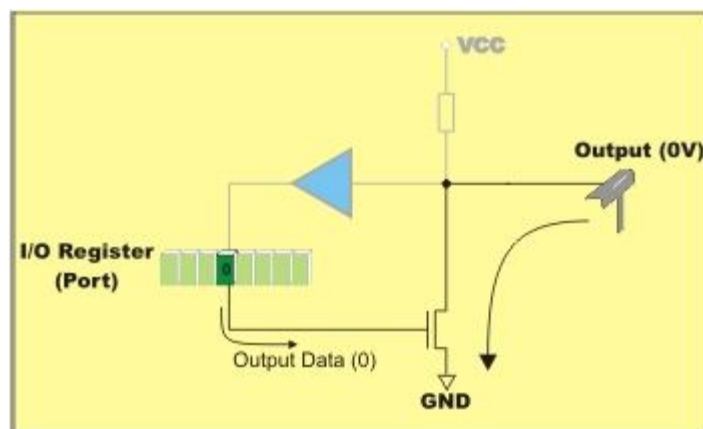 VCC
Output (0V)
I/O Register
(Port)
0
Output Data (0)
GND